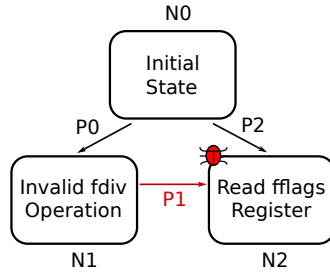 N0
Initial
State
P0
P2
Invalid fdiv
Operation
P1
Read fflags
Register
N1
N2